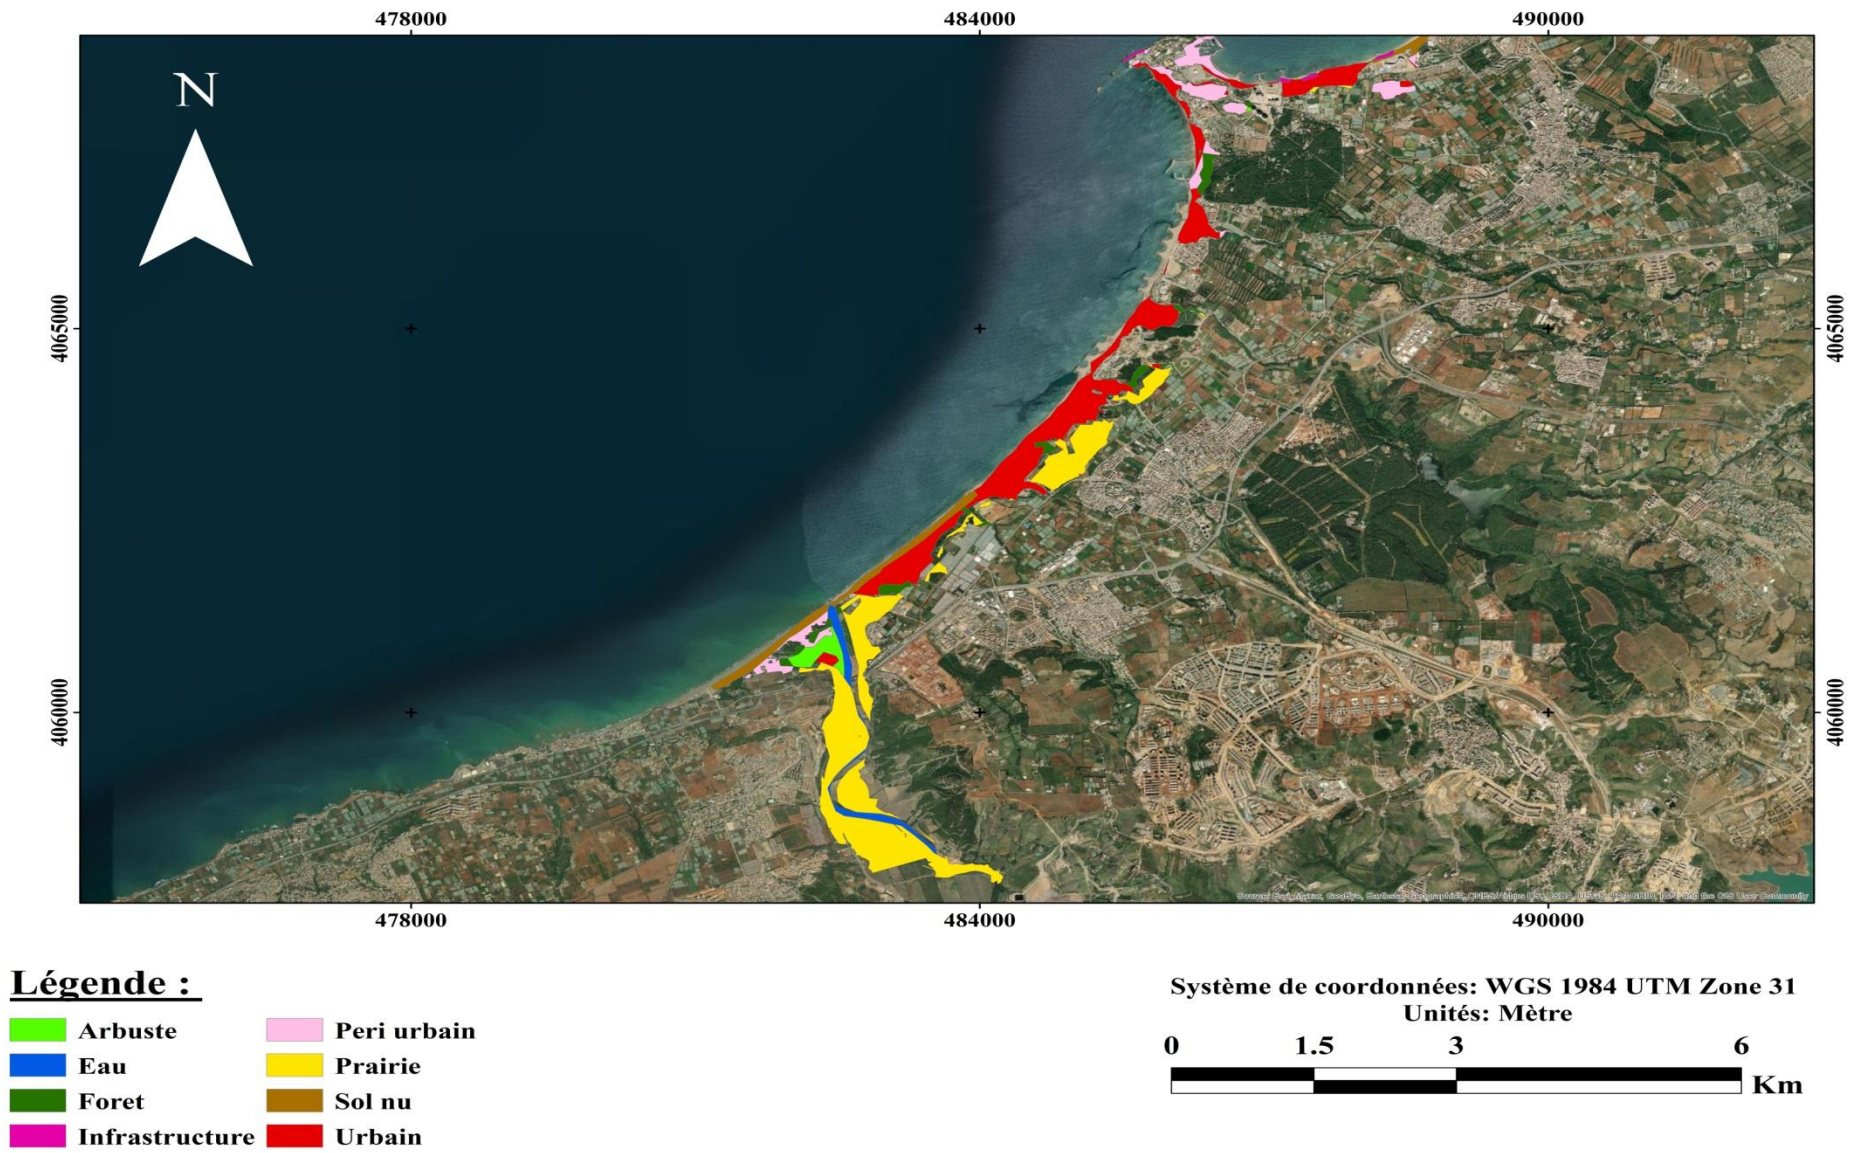 478000 484000 490000
N
4065000 4065000
4060000 4060000
478000 484000 490000
Légende :
Arbuste
Eau
Foret
Infrastructure
Peri urbain
Prairie
Sol nu
Urbain
Système de coordonnées: WGS 1984 UTM Zone 31
Unités: Mètre
0 1.5 3 6
Km